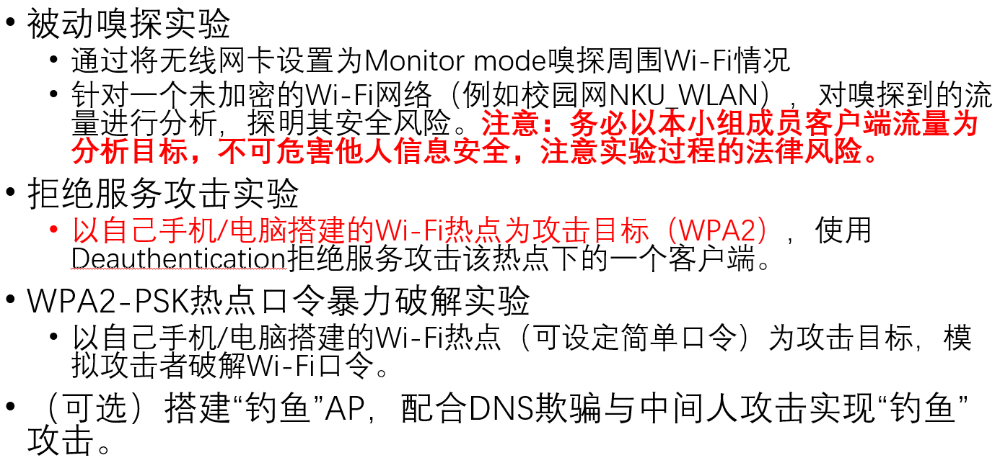 • 被动嗅探实验
• 通过将无线网卡设置为Monitor mode嗅探周围Wi-Fi情况
• 针对一个未加密的Wi-Fi网络（例如校园网NKU_WLAN），对嗅探到的流
量进行分析，探明其安全风险。注意：务必以本小组成员客户端流量为
分析目标，不可危害他人信息安全，注意实验过程的法律风险。
• 拒绝服务攻击实验
• 以自己手机/电脑搭建的Wi-Fi热点为攻击目标（WPA2），使用
Deauthentication拒绝服务攻击该热点下的一个客户端。
• WPA2-PSK热点口令暴力破解实验
• 以自己手机/电脑搭建的Wi-Fi热点（可设定简单口令）为攻击目标，模
拟攻击者破解Wi-Fi口令。
• （可选）搭建“钓鱼”AP，配合DNS欺骗与中间人攻击实现“钓鱼”
攻击。